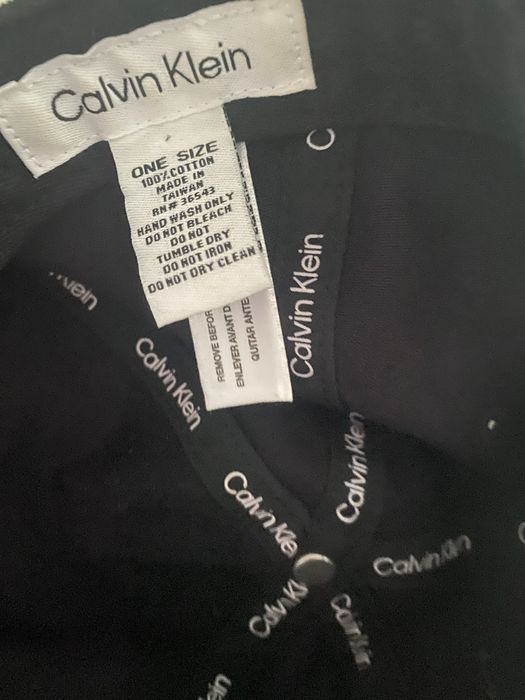 Calvin Klein
ONE SIZE
100% COTTON
MADE IN
TAIWAN
RN# 36543
HAND WASH ONLY
DO NOT BLEACH
DO NOT
TUMBLE DRY
DO NOT IRON
DO NOT DRY CLEAN
REMOVE BEFOR
ENLEVER AVANT D
QUITAR ANTE
C
Calvin Klein
Klein
Calvin Klein
Calvin Klein
Calvin Kle
Calvin Klein
Calvin Kl